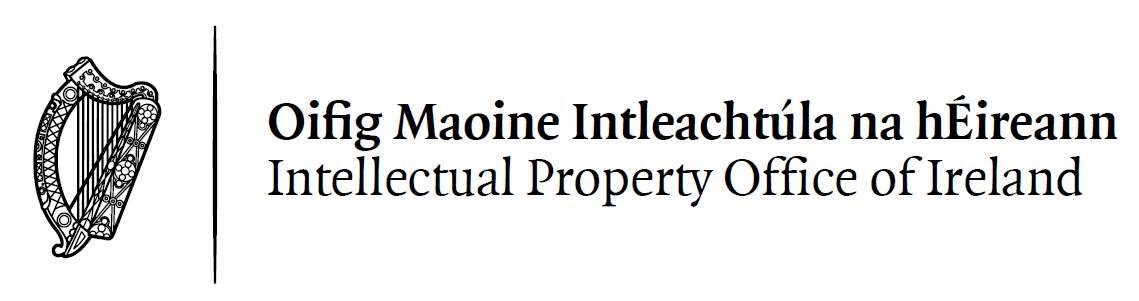 Oifig Maoine Intleachtúla na hÉireann
Intellectual Property Office of Ireland